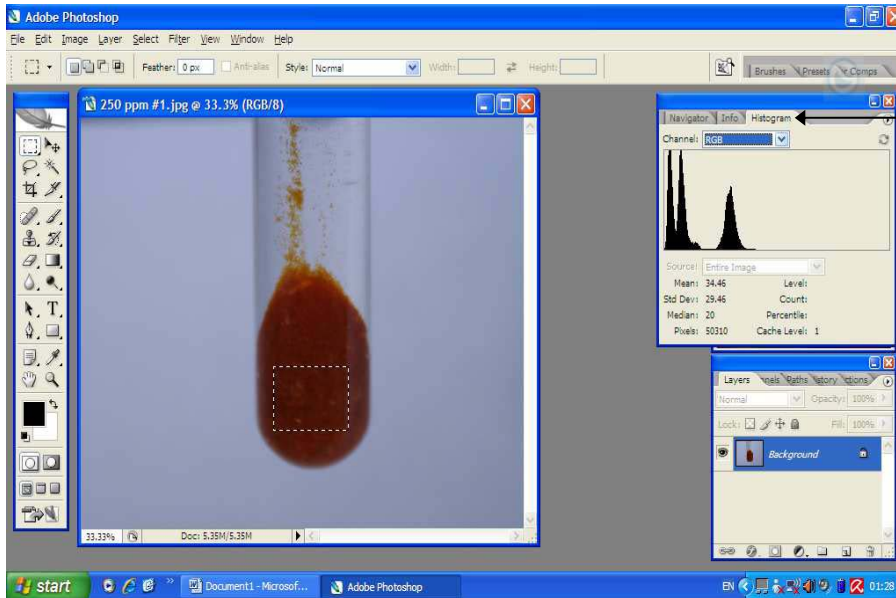 Adobe Photoshop
File Edit Image Layer Select Filter View Window Help
Feather: 0 px Anti-alias Style: Normal Width: Height:
Brushes Presets Comps
250 ppm #1.jpg @ 33.3% (RGB/8)
Navigator Info Histogram
Channel: RGB
Source: Entire Image
Mean: 34.46 Level:
Std Dev: 29.46 Count:
Median: 20 Percentile:
Pixels: 50310 Cache Level: 1
Layers Paths
Normal Opacity: 100%
Lock: Fill: 100%
Background
33.33% Doc: 5.35M/5.35M
start Document1 - Microsof... Adobe Photoshop EN 01:28